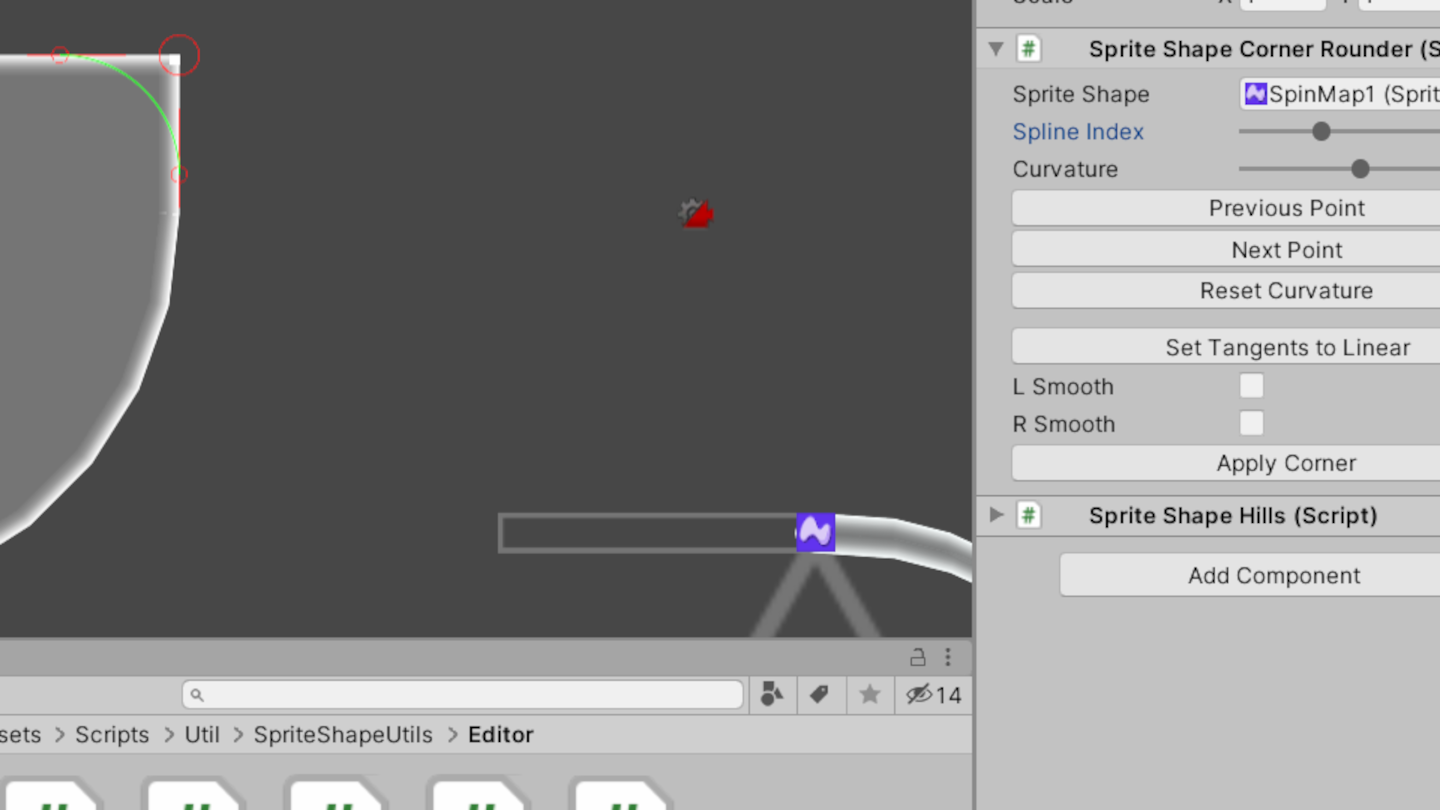 Sprite Shape Corner Rounder (S
Sprite Shape
SpinMap1 (Sprit
Spline Index
Curvature
Previous Point
Next Point
Reset Curvature
Set Tangents to Linear
L Smooth
R Smooth
Apply Corner
Sprite Shape Hills (Script)
Add Component
14
sets > Scripts > Util > SpriteShapeUtils > Editor